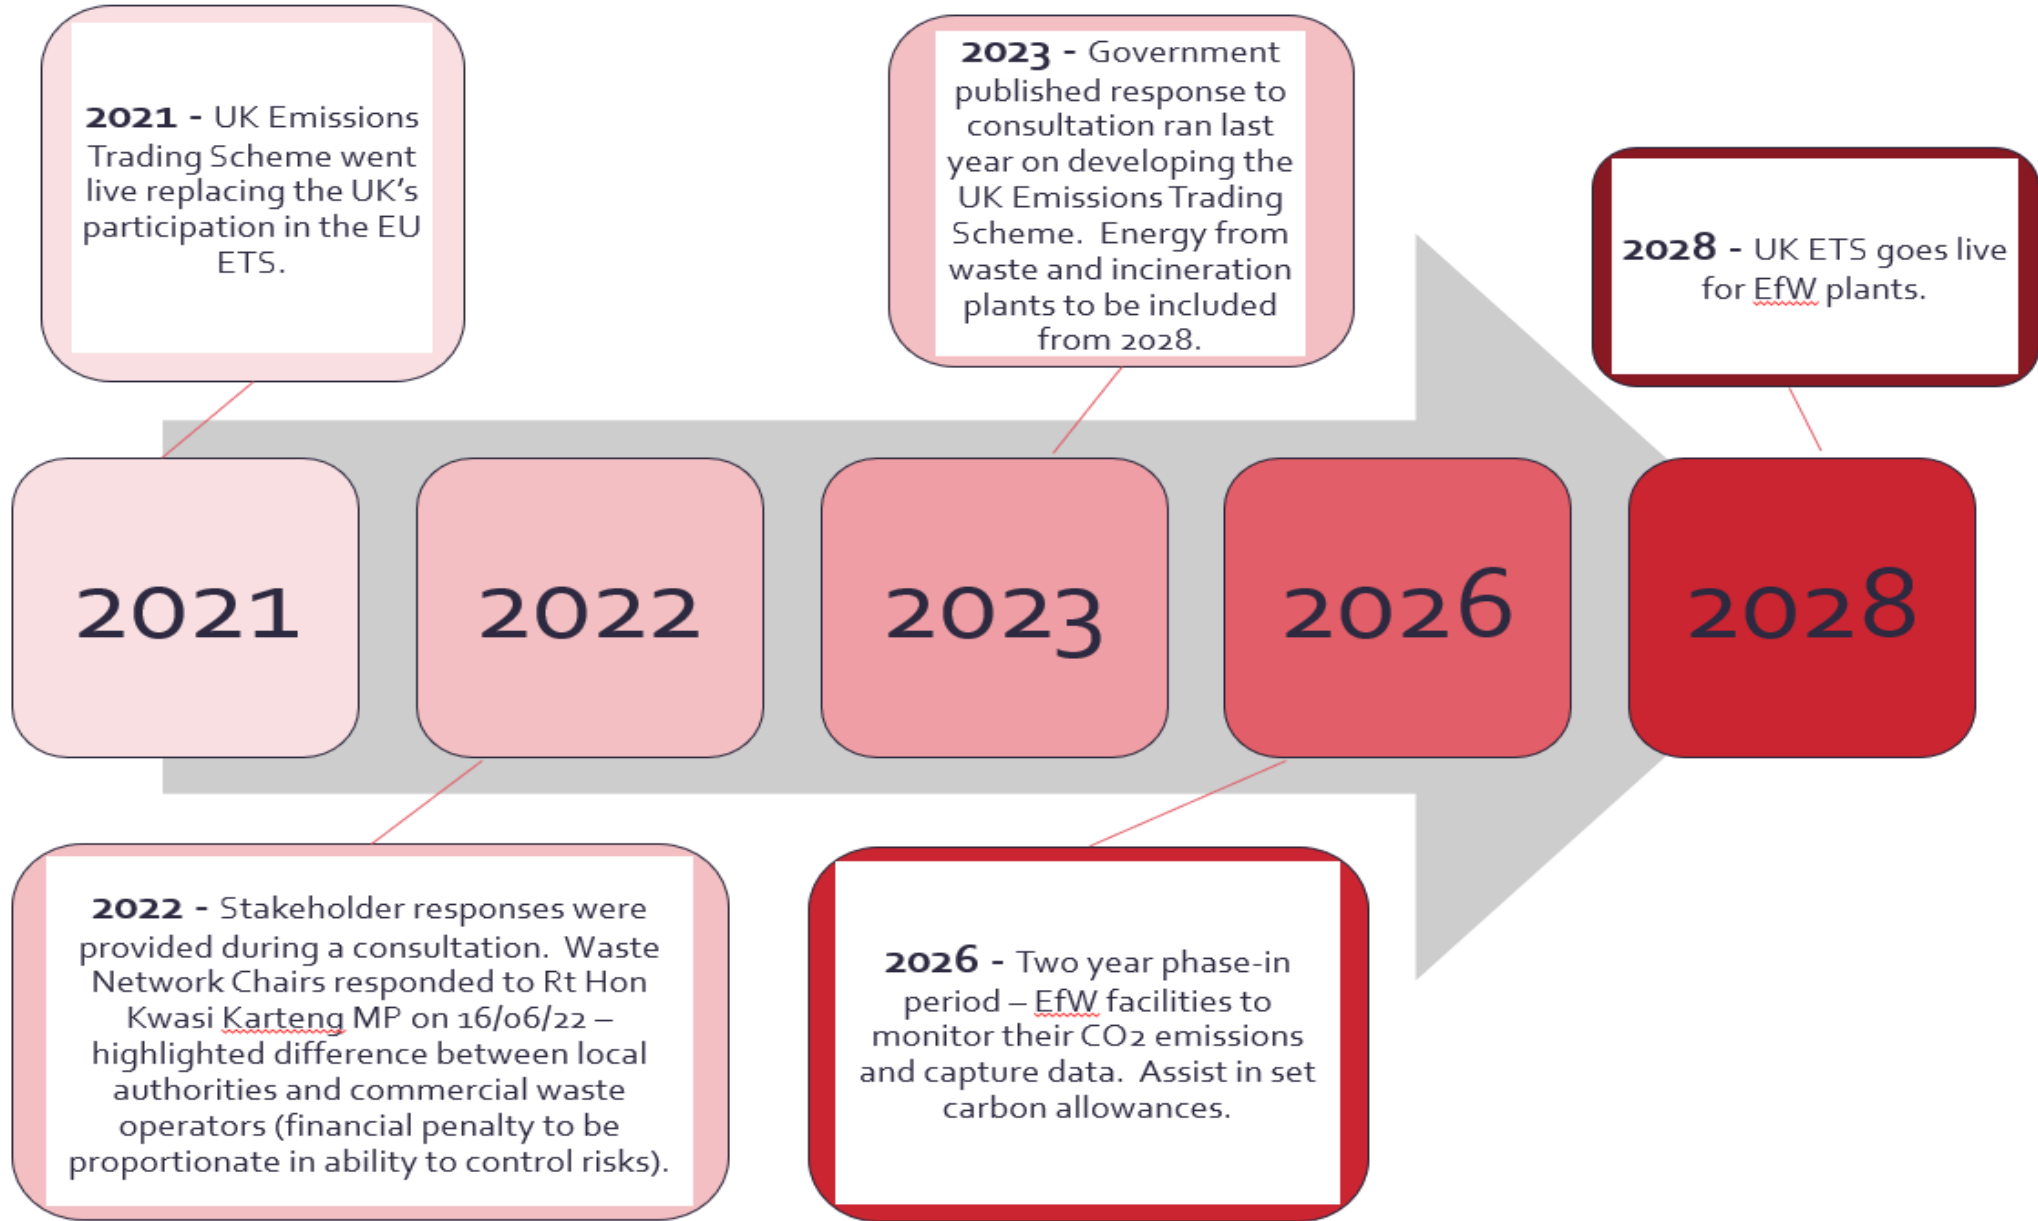 2021 - UK Emissions
Trading Scheme went
live replacing the UK's
participation in the EU
ETS.
2023 - Government
published response to
consultation ran last
year on developing the
UK Emissions Trading
Scheme.  Energy from
waste and incineration
plants to be included
from 2028.
2028 - UK ETS goes live
for EfW plants.
2021
2022
2023
2026
2028
2022 - Stakeholder responses were
provided during a consultation.  Waste
Network Chairs responded to Rt Hon
Kwasi Karteng MP on 16/06/22 –
highlighted difference between local
authorities and commercial waste
operators (financial penalty to be
proportionate in ability to control risks).
2026 - Two year phase-in
period – EfW facilities to
monitor their CO2 emissions
and capture data.  Assist in set
carbon allowances.